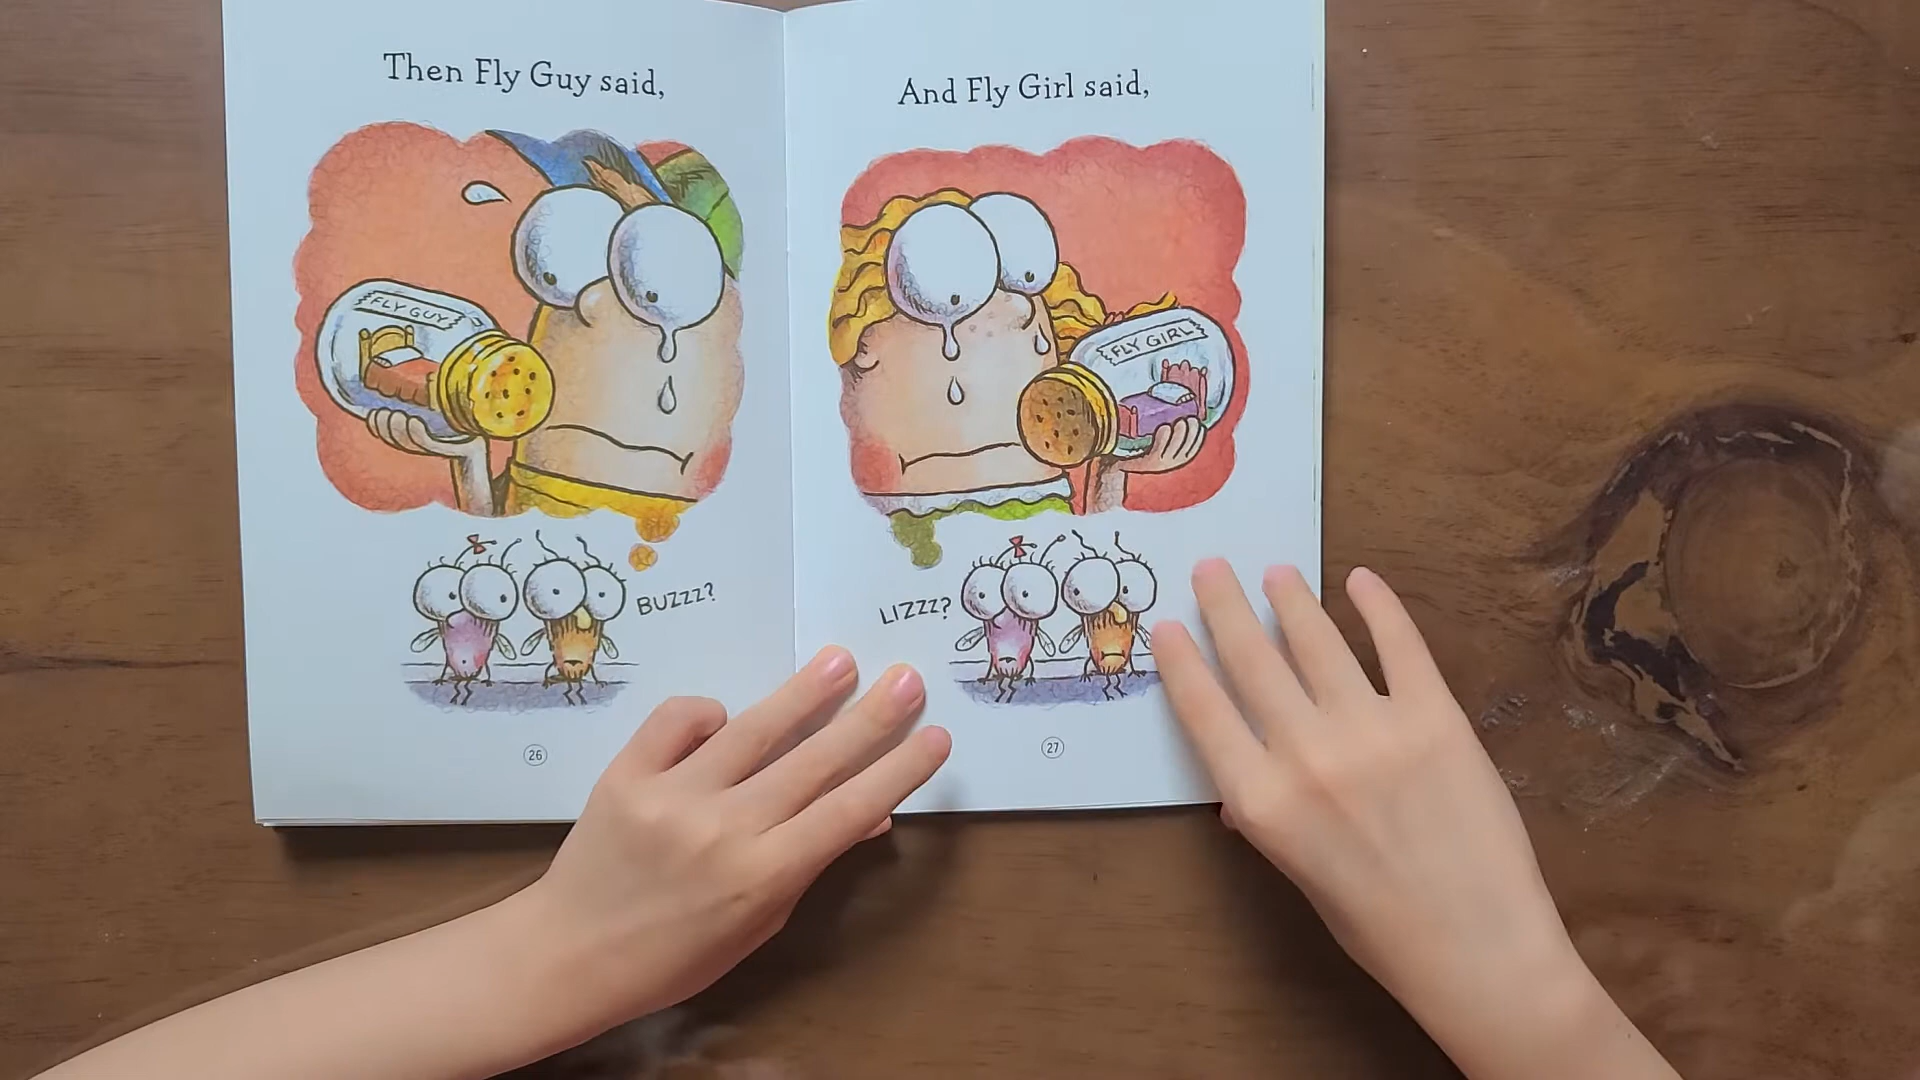 Then Fly Guy said,
FLY GUY
BUZZZ?
26
And Fly Girl said,
FLY GIRL
LIZZZ?
27